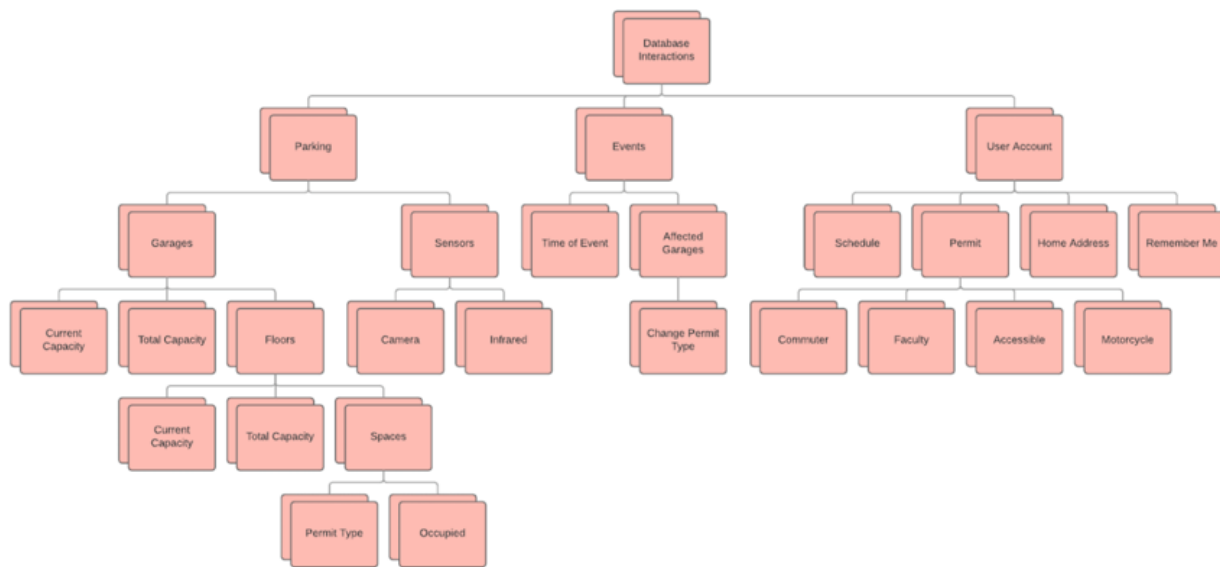 Database
Interactions
Parking
Events
User Account
Garages
Sensors
Time of Event
Affected
Garages
Schedule
Permit
Home Address
Remember Me
Current
Capacity
Total Capacity
Floors
Camera
Infrared
Change Permit
Type
Commuter
Faculty
Accessible
Motorcycle
Current
Capacity
Total Capacity
Spaces
Permit Type
Occupied